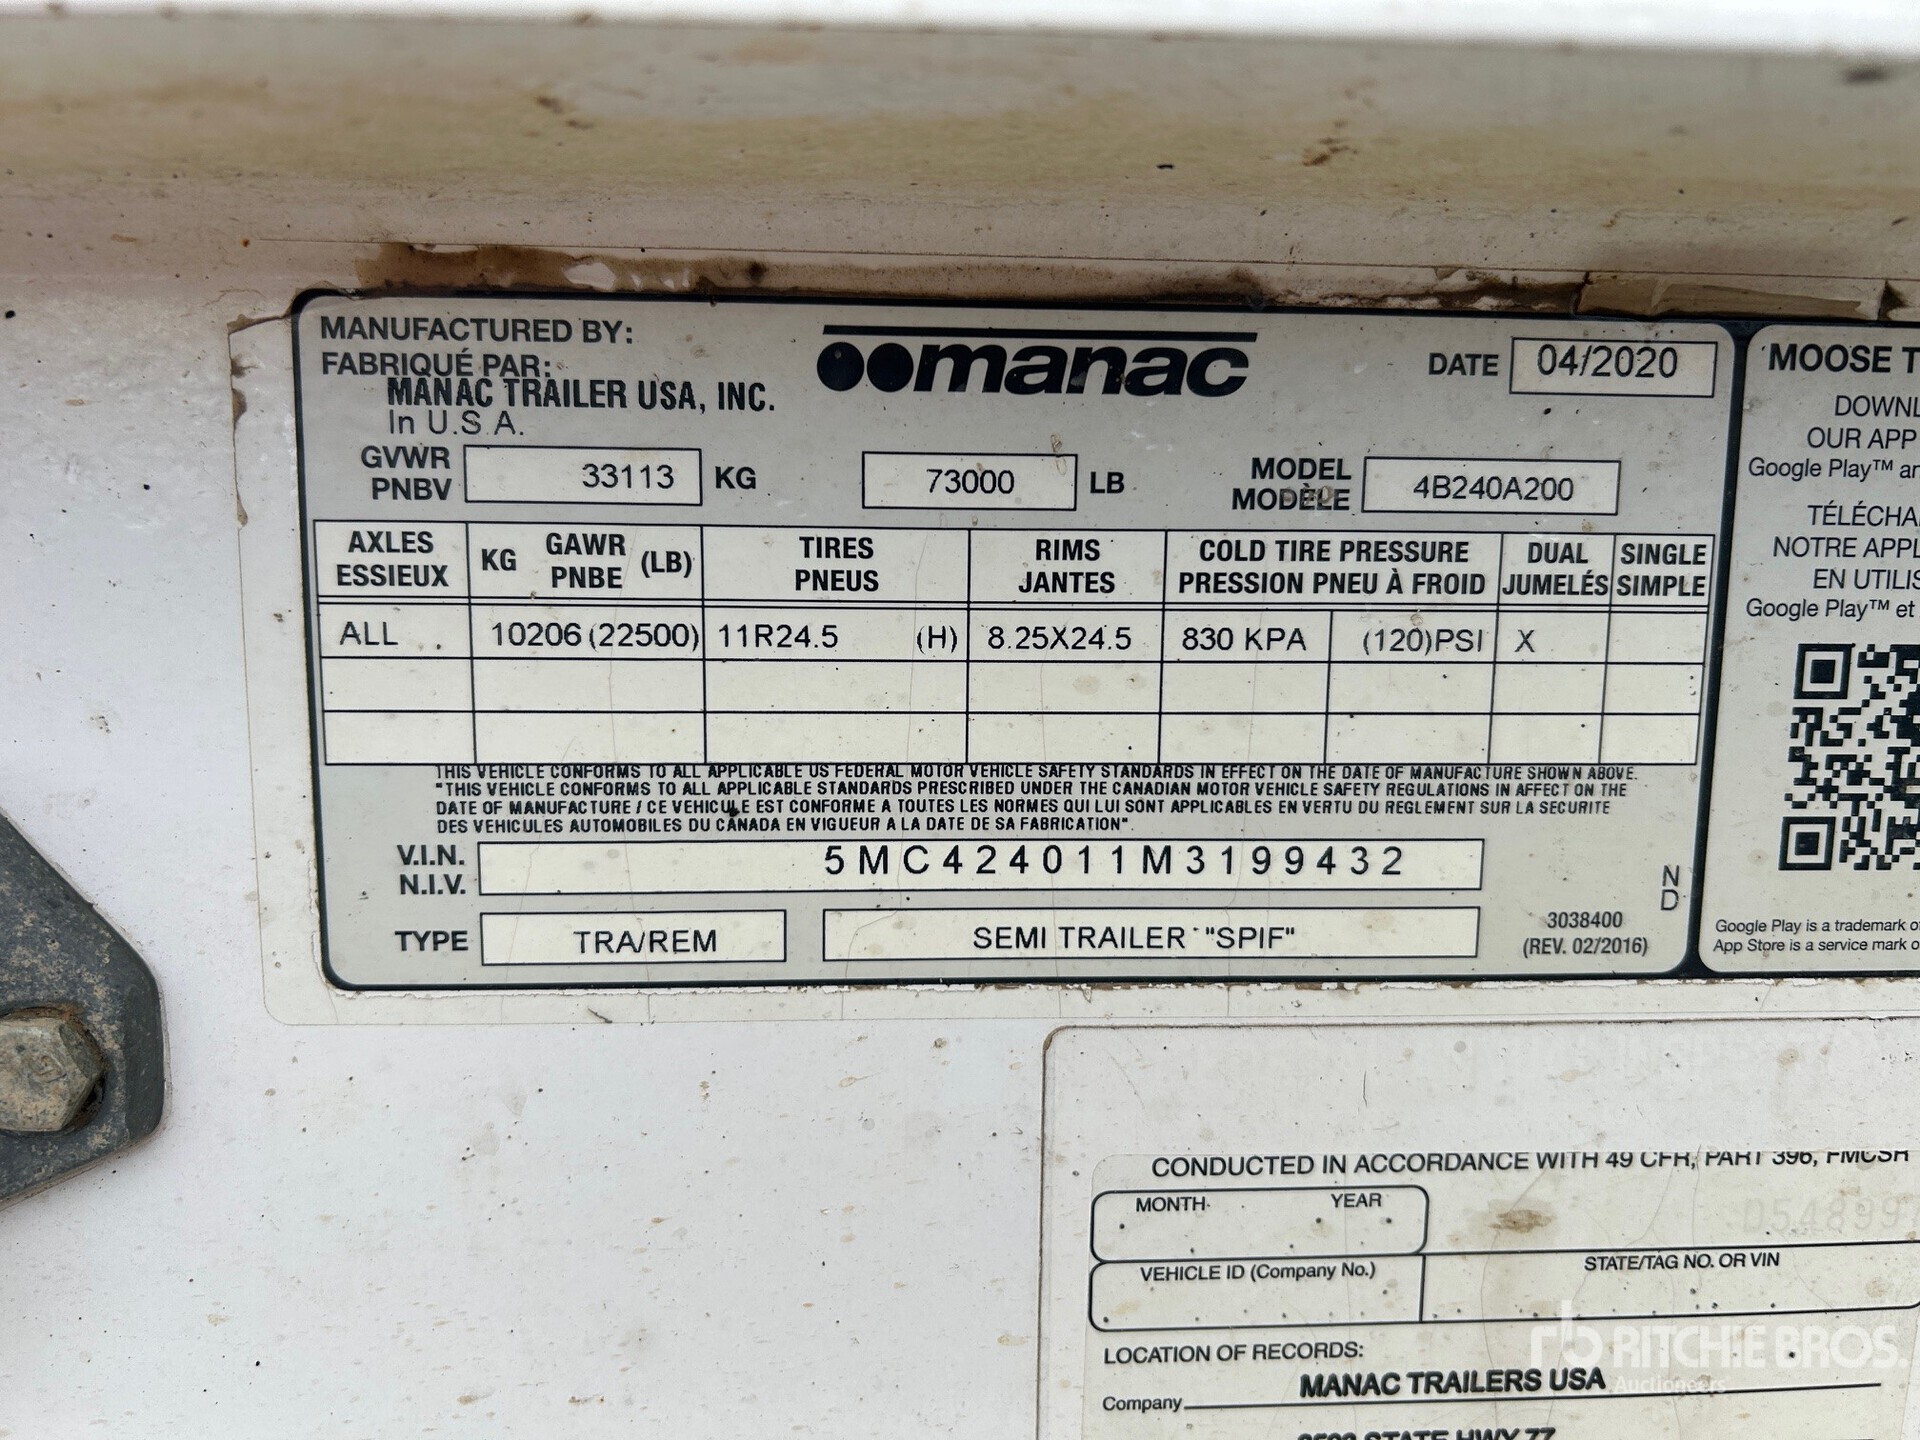 MANUFACTURED BY:
FABRIQUÉ PAR:
MANAC TRAILER USA, INC.
In U.S.A.
manac
DATE 04/2020
GVWR
PNBV
33113 KG
73000 LB
MODEL
MODÈLE
4B240A200
AXLES
ESSIEUX
KG GAWR (LB)
PNBE
TIRES
PNEUS
RIMS
JANTES
COLD TIRE PRESSURE
PRESSION PNEU À FROID
DUAL
JUMELÉS
SINGLE
SIMPLE
ALL 10206 (22500) 11R24.5 (H) 8.25X24.5 830 KPA (120)PSI X
THIS VEHICLE CONFORMS TO ALL APPLICABLE US FEDERAL MOTOR VEHICLE SAFETY STANDARDS IN EFFECT ON THE DATE OF MANUFACTURE SHOWN ABOVE.
"THIS VEHICLE CONFORMS TO ALL APPLICABLE STANDARDS PRESCRIBED UNDER THE CANADIAN MOTOR VEHICLE SAFETY REGULATIONS IN AFFECT ON THE
DATE OF MANUFACTURE / CE VEHICULE EST CONFORME A TOUTES LES NORMES QUI LUI SONT APPLICABLES EN VERTU DU REGLEMENT SUR LA SECURITE
DES VEHICULES AUTOMOBILES DU CANADA EN VIGUEUR A LA DATE DE SA FABRICATION".
V.I.N.
N.I.V.
5MC424011M3199432
ND
TYPE TRA/REM SEMI TRAILER "SPIF"
3038400
(REV. 02/2016)
MOOSE T
DOWNL
OUR APP
Google Play™ an
TÉLÉCHA
NOTRE APPL
EN UTILIS
Google Play™ et
Google Play is a trademark of
App Store is a service mark o
CONDUCTED IN ACCORDANCE WITH 49 CFR, PART 396, FMCSR
MONTH YEAR
D54899
VEHICLE ID (Company No.)
STATE/TAG NO. OR VIN
LOCATION OF RECORDS:
Company MANAC TRAILERS USA
STATE HWY 77
rb RITCHIE BROS.
Auctioneers